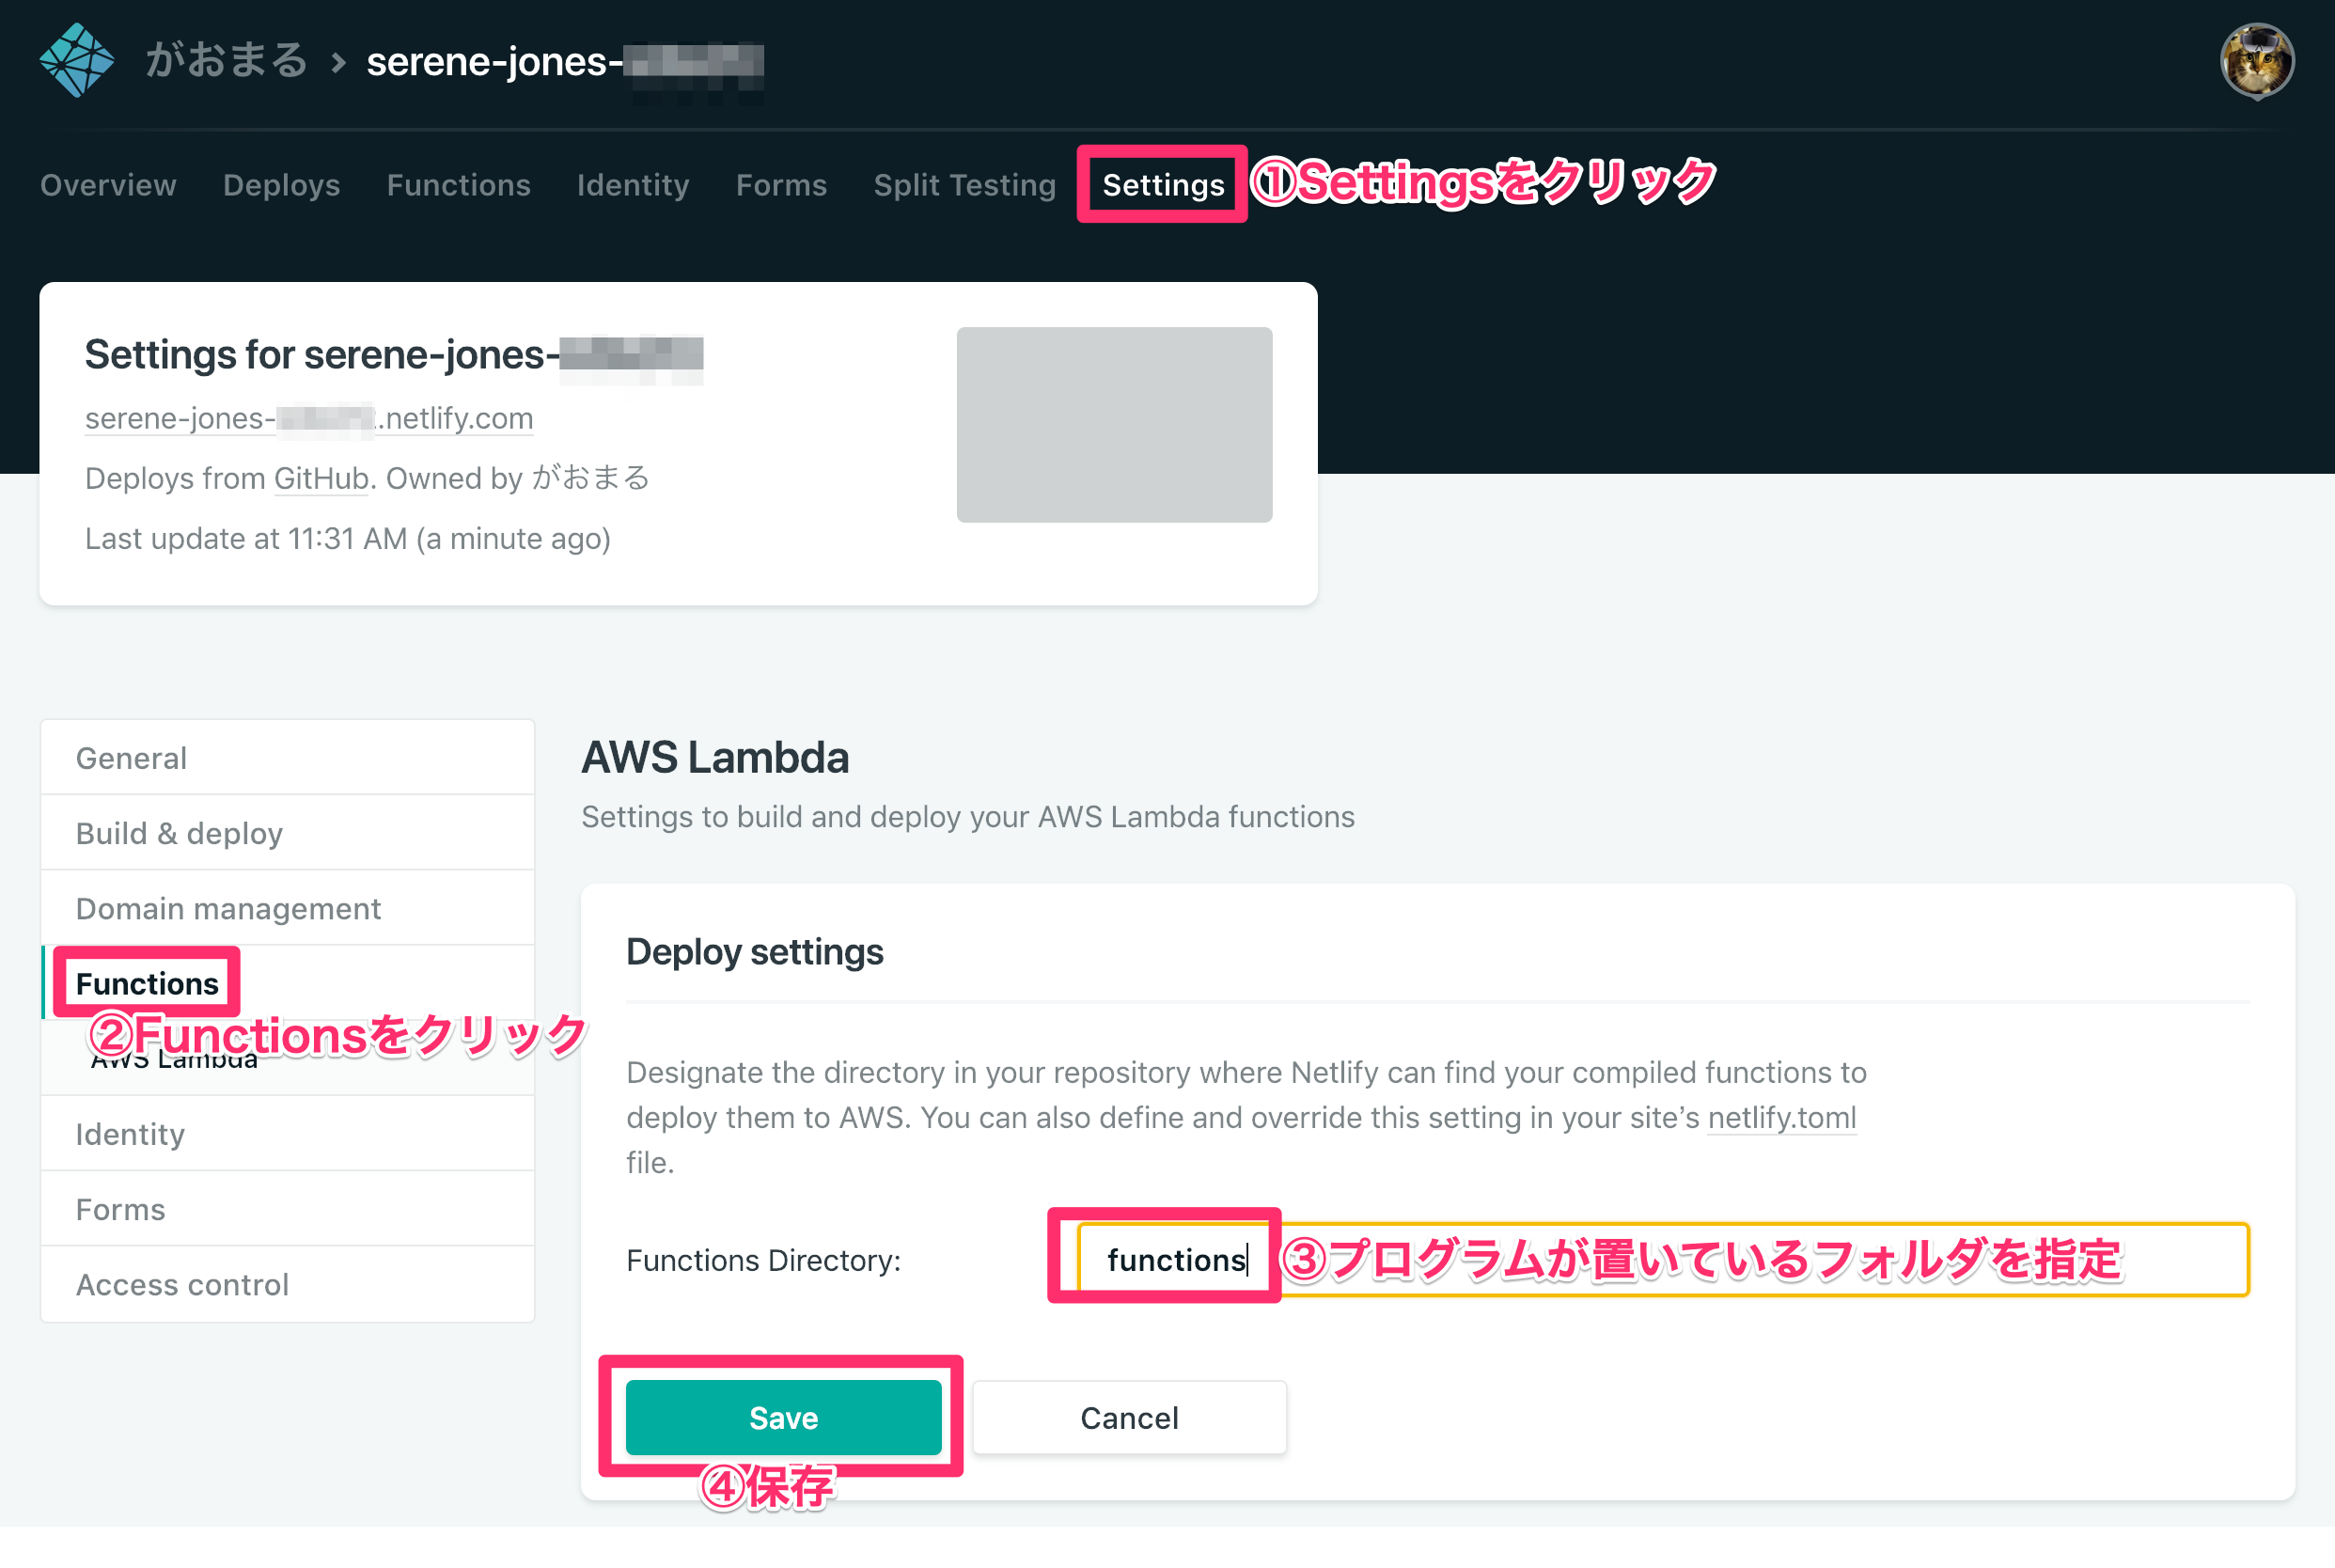 がおまる > serene-jones-
Overview Deploys Functions Identity Forms Split Testing Settings ①Settingsをクリック
Settings for serene-jones-
serene-jones- .netlify.com
Deploys from GitHub. Owned by がおまる
Last update at 11:31 AM (a minute ago)
General
Build & deploy
Domain management
Functions
②Functionsをクリック
AWS Lambda
Identity
Forms
Access control
AWS Lambda
Settings to build and deploy your AWS Lambda functions
Deploy settings
Designate the directory in your repository where Netlify can find your compiled functions to
deploy them to AWS. You can also define and override this setting in your site’s netlify.toml
file.
Functions Directory: functions ③プログラムが置いているフォルダを指定
Save Cancel
④保存